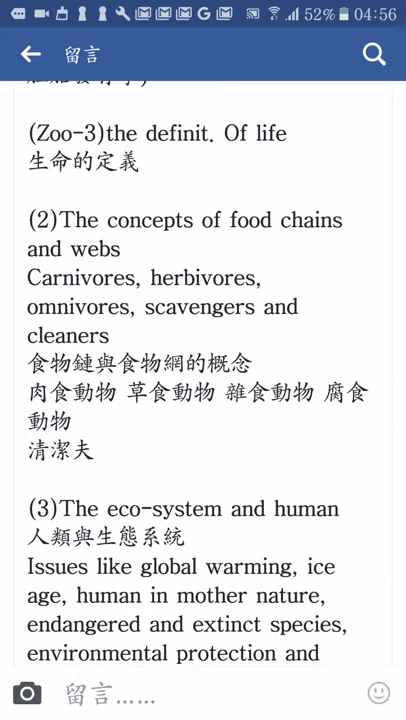 52% 04:56
留言
(Zoo-3)the definit. Of life
生命的定義
(2)The concepts of food chains
and webs
Carnivores, herbivores,
omnivores, scavengers and
cleaners
食物鏈與食物網的概念
肉食動物 草食動物 雜食動物 腐食
動物
清潔夫
(3)The eco-system and human
人類與生態系統
Issues like global warming, ice
age, human in mother nature,
endangered and extinct species,
environmental protection and
留言......